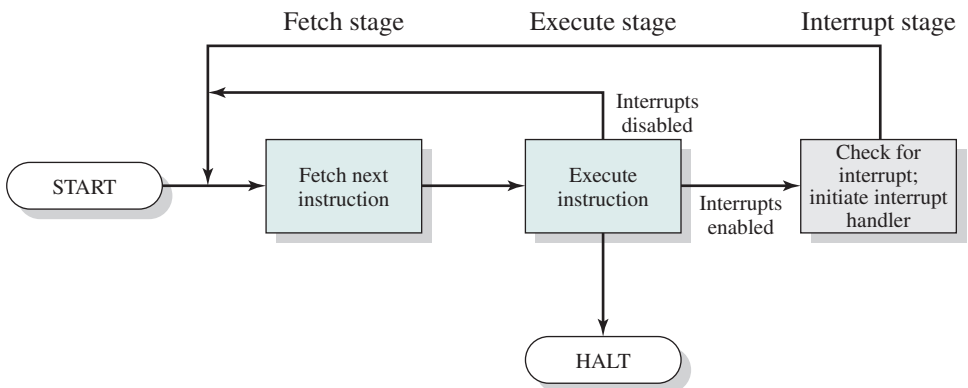 Fetch stage
Execute stage
Interrupt stage
Interrupts
disabled
START
Fetch next
instruction
Execute
instruction
Interrupts
enabled
Check for
interrupt;
initiate interrupt
handler
HALT